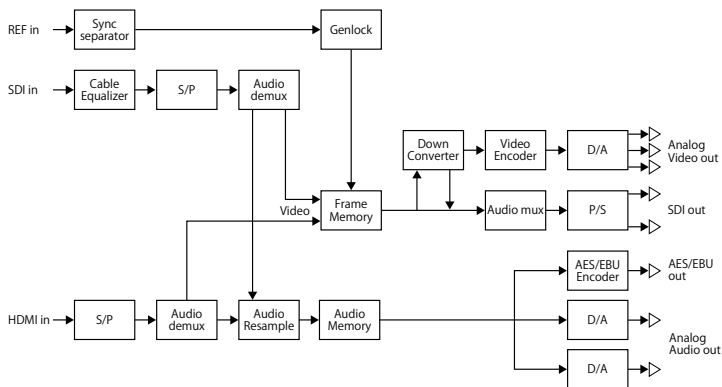 REF in
Sync
separator
Genlock
SDI in
Cable
Equalizer
S/P
Audio
demux
Down
Converter
Video
Encoder
D/A
Analog
Video out
Video
Frame
Memory
Audio mux
P/S
SDI out
AES/EBU
Encoder
AES/EBU
out
HDMI in
S/P
Audio
demux
Audio
Resample
Audio
Memory
D/A
Analog
Audio out
D/A